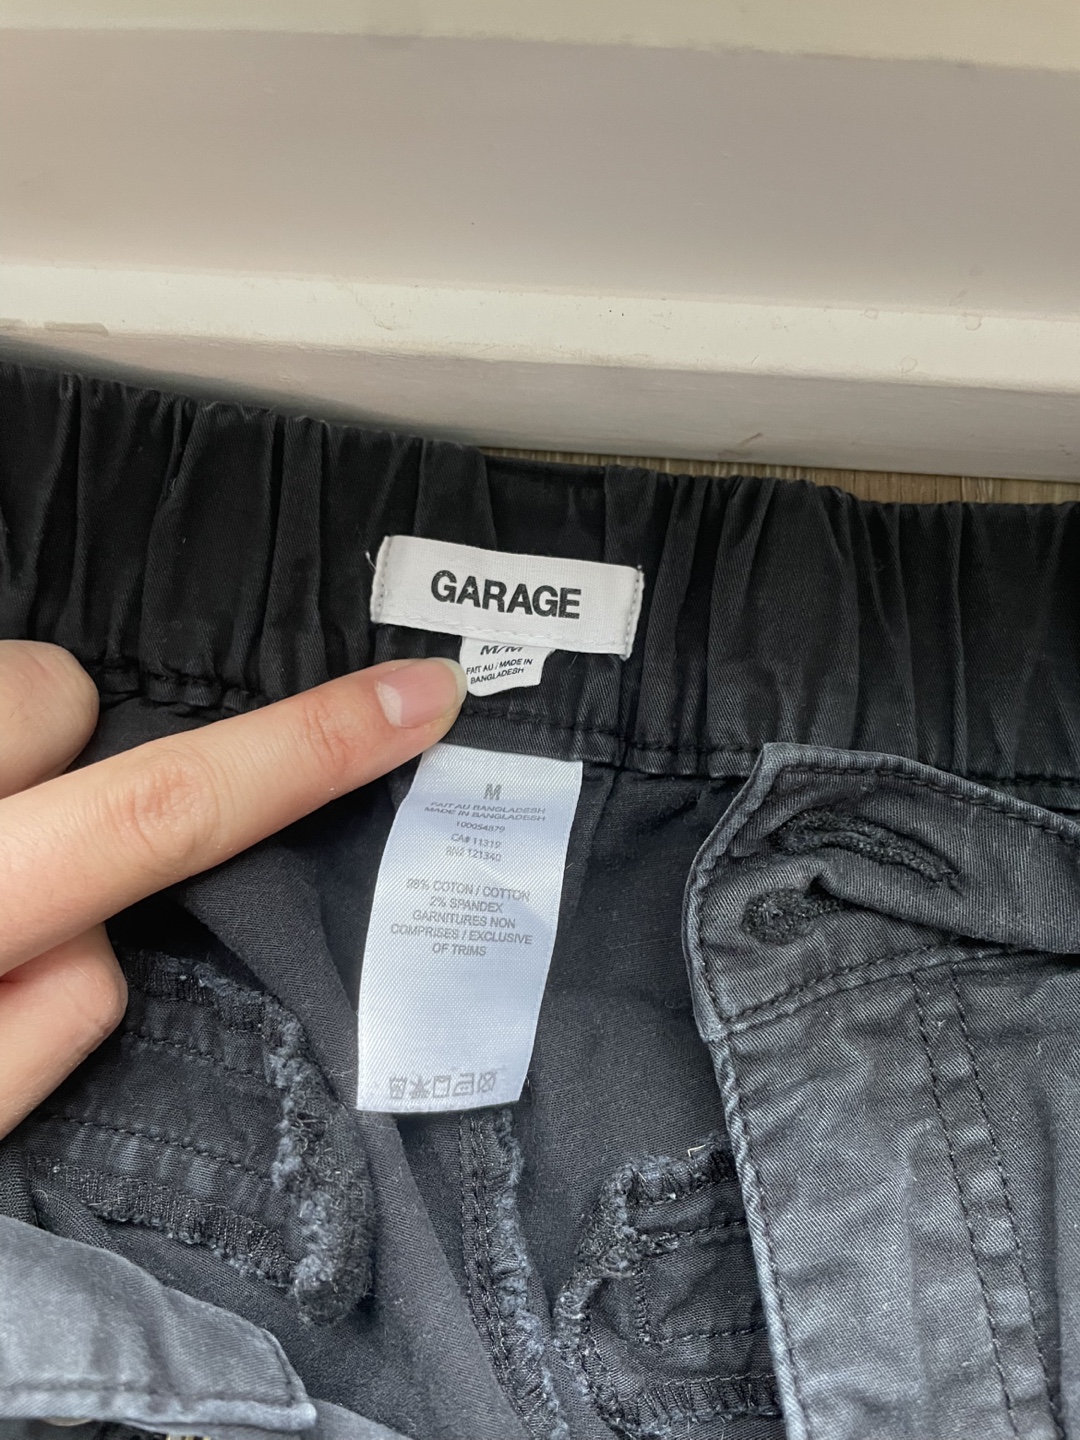 GARAGE
M/M
FAIT AU / MADE IN
BANGLADESH
M
FAIT AU BANGLADESH
MADE IN BANGLADESH
100054879
CA# 11312
RN# 121340
98% COTON / COTTON
2% SPANDEX
GARNITURES NON
COMPRISES / EXCLUSIVE
OF TRIMS